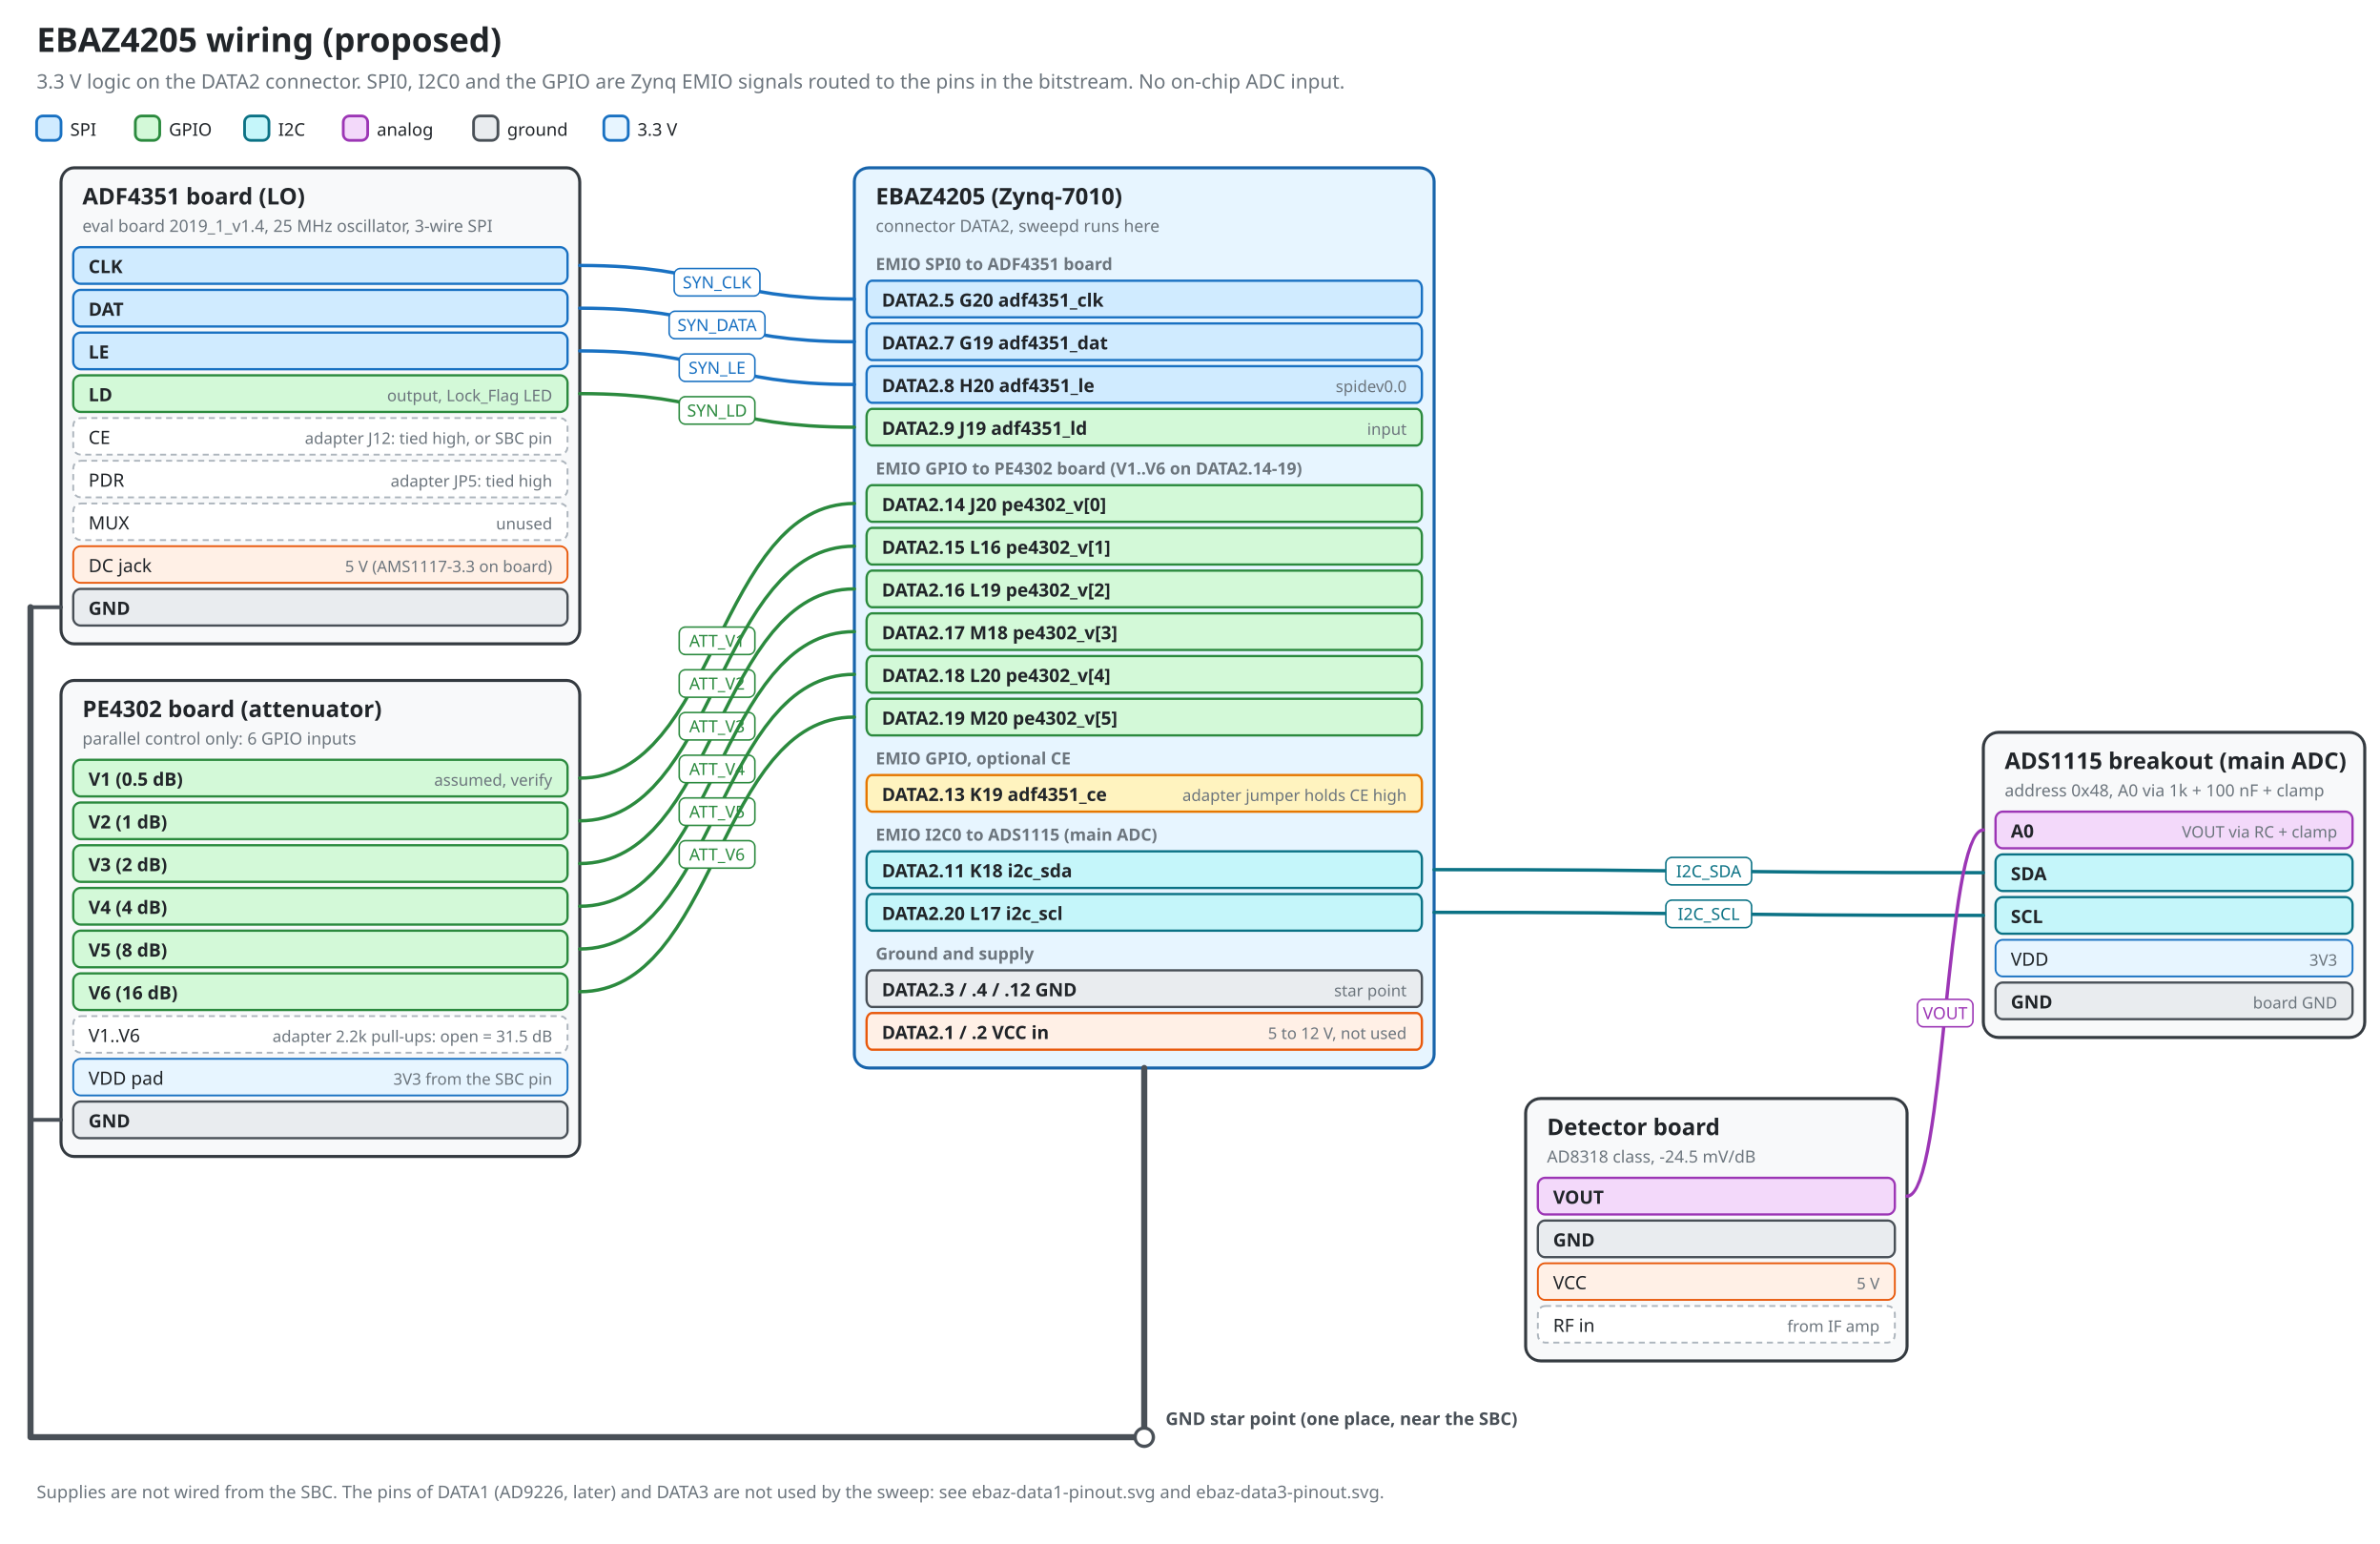 EBAZ4205 wiring (proposed)
3.3 V logic on the DATA2 connector. SPI0, I2C0 and the GPIO are Zynq EMIO signals routed to the pins in the bitstream. No on-chip ADC input.
SPI GPIO I2C analog ground 3.3 V
ADF4351 board (LO)
eval board 2019_1_v1.4, 25 MHz oscillator, 3-wire SPI
CLK
DAT
LE
LD output, Lock_Flag LED
CE adapter J12: tied high, or SBC pin
PDR adapter JP5: tied high
MUX unused
DC jack 5 V (AMS1117-3.3 on board)
GND
SYN_CLK
SYN_DATA
SYN_LE
SYN_LD
PE4302 board (attenuator)
parallel control only: 6 GPIO inputs
V1 (0.5 dB) assumed, verify
V2 (1 dB)
V3 (2 dB)
V4 (4 dB)
V5 (8 dB)
V6 (16 dB)
V1..V6 adapter 2.2k pull-ups: open = 31.5 dB
VDD pad 3V3 from the SBC pin
GND
ATT_V1
ATT_V2
ATT_V3
ATT_V4
ATT_V5
ATT_V6
EBAZ4205 (Zynq-7010)
connector DATA2, sweepd runs here
EMIO SPI0 to ADF4351 board
DATA2.5 G20 adf4351_clk
DATA2.7 G19 adf4351_dat
DATA2.8 H20 adf4351_le spidev0.0
DATA2.9 J19 adf4351_ld input
EMIO GPIO to PE4302 board (V1..V6 on DATA2.14-19)
DATA2.14 J20 pe4302_v[0]
DATA2.15 L16 pe4302_v[1]
DATA2.16 L19 pe4302_v[2]
DATA2.17 M18 pe4302_v[3]
DATA2.18 L20 pe4302_v[4]
DATA2.19 M20 pe4302_v[5]
EMIO GPIO, optional CE
DATA2.13 K19 adf4351_ce adapter jumper holds CE high
EMIO I2C0 to ADS1115 (main ADC)
DATA2.11 K18 i2c_sda
DATA2.20 L17 i2c_scl
Ground and supply
DATA2.3 / .4 / .12 GND star point
DATA2.1 / .2 VCC in 5 to 12 V, not used
I2C_SDA
I2C_SCL
VOUT
ADS1115 breakout (main ADC)
address 0x48, A0 via 1k + 100 nF + clamp
A0 VOUT via RC + clamp
SDA
SCL
VDD 3V3
GND board GND
Detector board
AD8318 class, -24.5 mV/dB
VOUT
GND
VCC 5 V
RF in from IF amp
GND star point (one place, near the SBC)
Supplies are not wired from the SBC. The pins of DATA1 (AD9226, later) and DATA3 are not used by the sweep: see ebaz-data1-pinout.svg and ebaz-data3-pinout.svg.